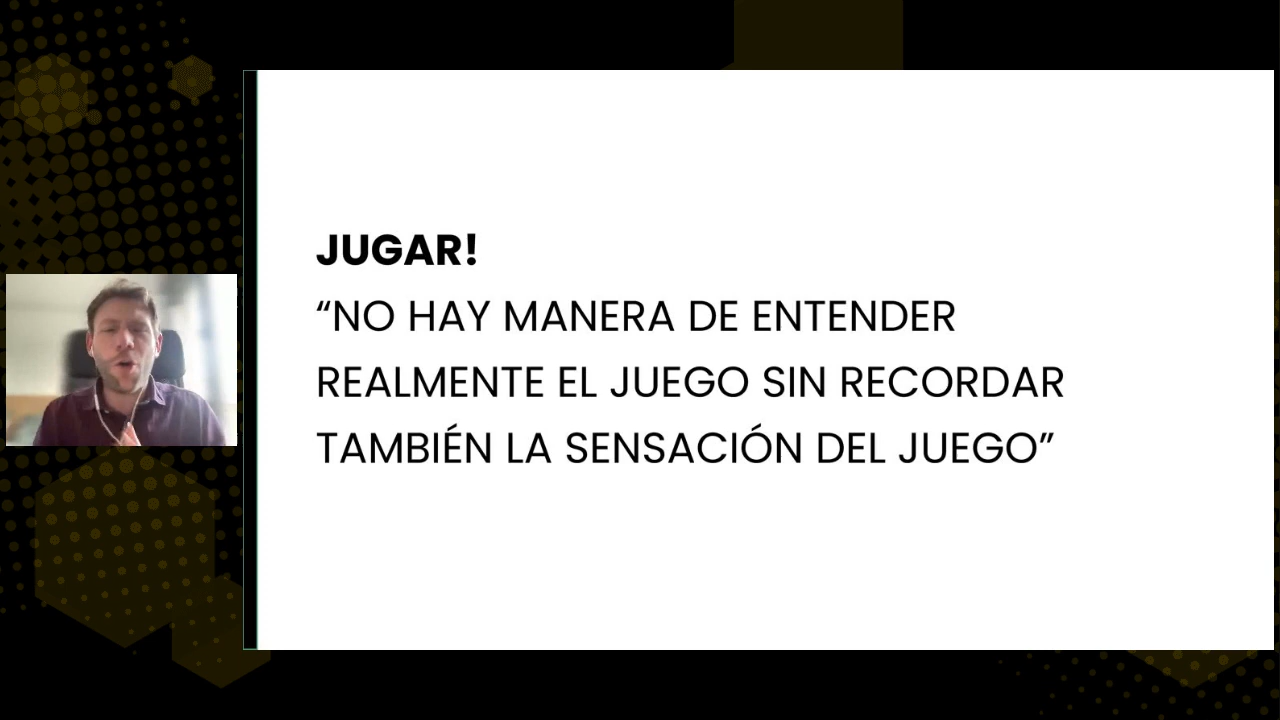 JUGAR!
“NO HAY MANERA DE ENTENDER
REALMENTE EL JUEGO SIN RECORDAR
TAMBIÉN LA SENSACIÓN DEL JUEGO”